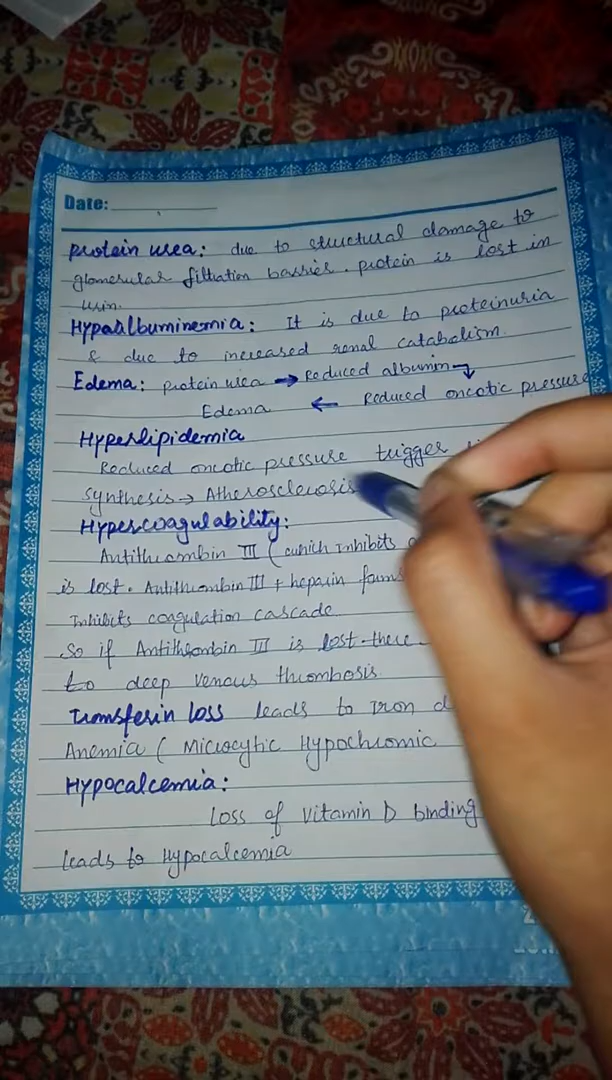 Date:
protein urea: due to structural damage to
glomerular filtration barrier. protein is lost in
urin.
Hypoalbuminemia: It is due to proteinuria
& due to increased renal catabolism.
Edema: protein urea → Reduced albumin
Edema ← Reduced oncotic pressure
Hyperlipidemia
Reduced oncotic pressure trigger
synthesis → Atherosclerosis
Hypercoagulability:
Antithrombin III (which Inhibits
is lost. Antithrombin III + heparin forms
Inhibits coagulation cascade
So if Antithrombin III is lost there
to deep venous thrombosis
Transferin loss leads to Iron d
Anemia ( Microcytic Hypochromic
Hypocalcemia:
Loss of Vitamin D binding
leads to Hypocalcemia